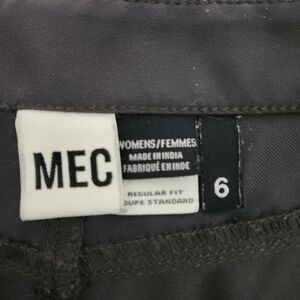 MEC
WOMENS/FEMMES
MADE IN INDIA
FABRIQUÉ EN INDE
REGULAR FIT
COUPE STANDARD
6